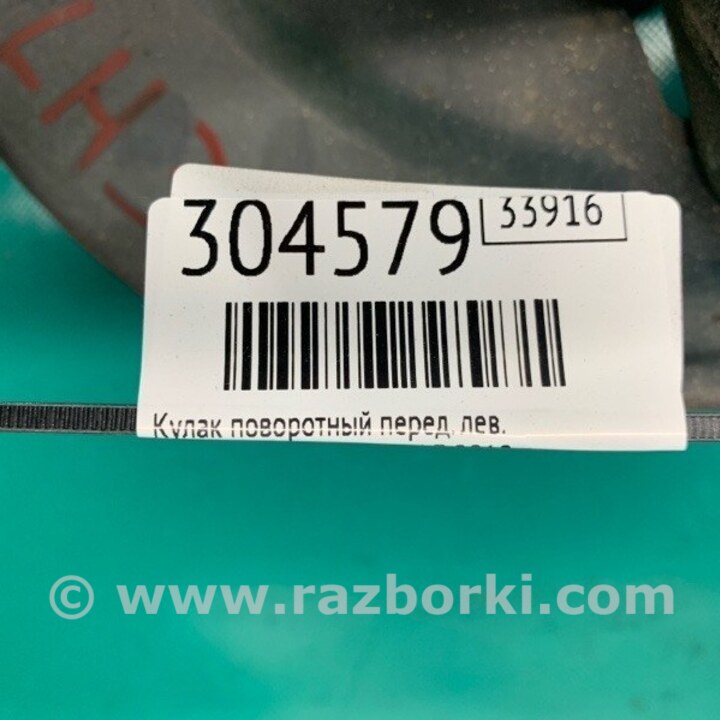 LH
304579
33916
Кулак поворотный перед. лев.
© www.razborki.com